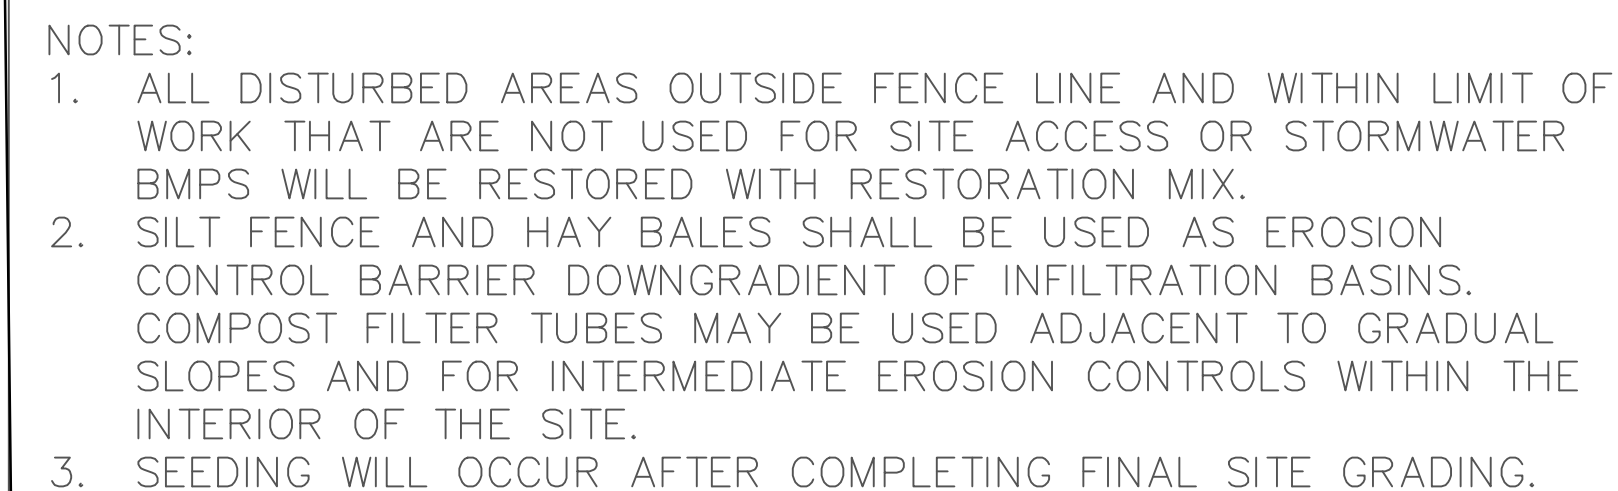 NOTES:
1. ALL DISTURBED AREAS OUTSIDE FENCE LINE AND WITHIN LIMIT OF
WORK THAT ARE NOT USED FOR SITE ACCESS OR STORMWATER
BMPS WILL BE RESTORED WITH RESTORATION MIX.
2. SILT FENCE AND HAY BALES SHALL BE USED AS EROSION
CONTROL BARRIER DOWNGRADIENT OF INFILTRATION BASINS.
COMPOST FILTER TUBES MAY BE USED ADJACENT TO GRADUAL
SLOPES AND FOR INTERMEDIATE EROSION CONTROLS WITHIN THE
INTERIOR OF THE SITE.
3. SEEDING WILL OCCUR AFTER COMPLETING FINAL SITE GRADING.